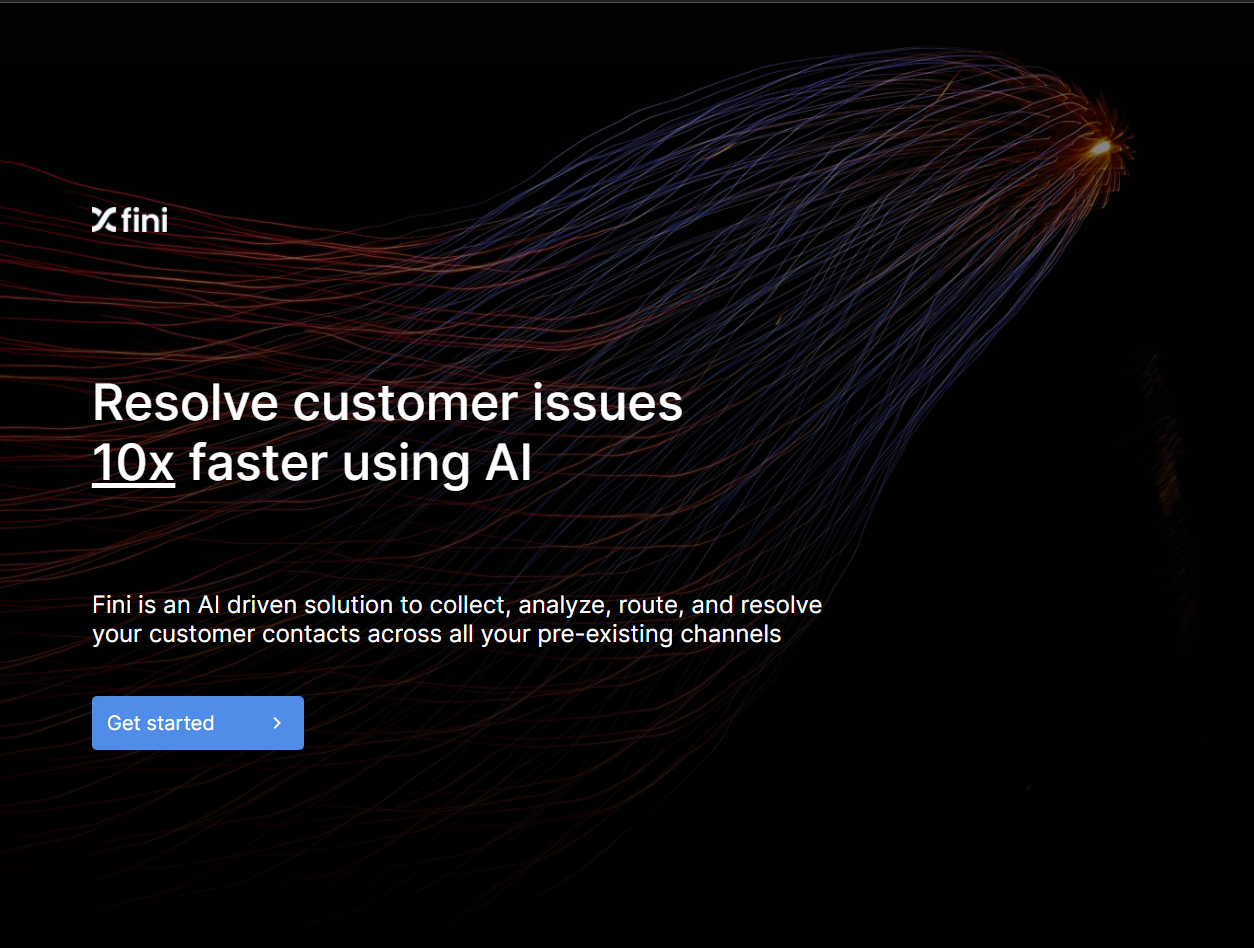 fini
Resolve customer issues
10x faster using AI
Fini is an AI driven solution to collect, analyze, route, and resolve
your customer contacts across all your pre-existing channels
Get started